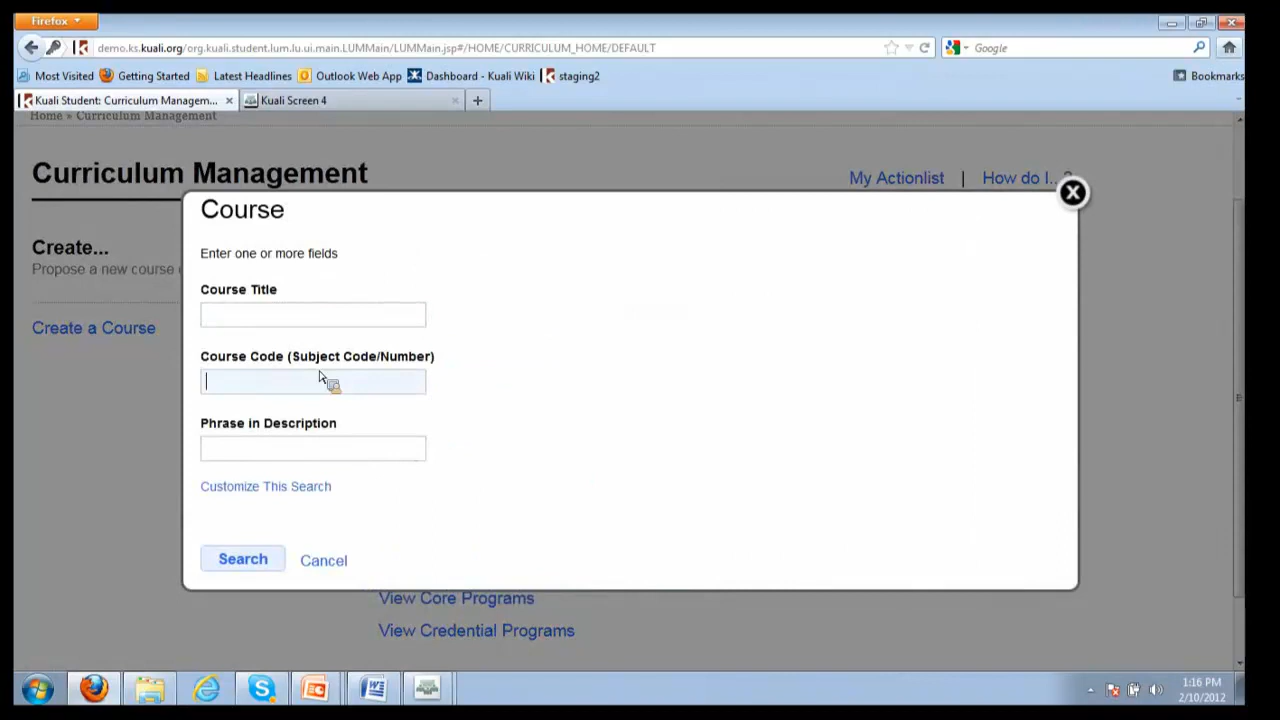 Firefox
demo.ks.kuali.org/org.kuali.student.lum.lu.ui.main.LUMMain/LUMMain.jsp#/HOME/CURRICULUM_HOME/DEFAULT
Google
Most Visited Getting Started Latest Headlines Outlook Web App Dashboard - Kuali Wiki staging2 Bookmarks
Kuali Student: Curriculum Managem... Kuali Screen 4
Home » Curriculum Management
Curriculum Management
My Actionlist | How do I...?
Course
Create...
Propose a new course
Enter one or more fields
Course Title
Create a Course
Course Code (Subject Code/Number)
Phrase in Description
Customize This Search
Search Cancel
View Core Programs
View Credential Programs
1:16 PM
2/10/2012